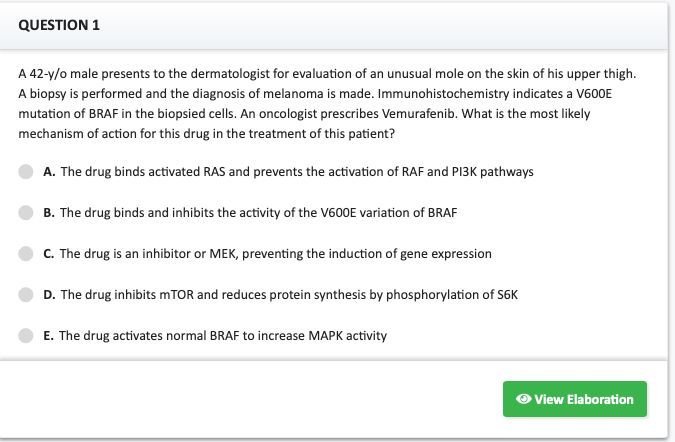 QUESTION 1
A 42-y/o male presents to the dermatologist for evaluation of an unusual mole on the skin of his upper thigh.
A biopsy is performed and the diagnosis of melanoma is made. Immunohistochemistry indicates a V600E
mutation of BRAF in the biopsied cells. An oncologist prescribes Vemurafenib. What is the most likely
mechanism of action for this drug in the treatment of this patient?
A. The drug binds activated RAS and prevents the activation of RAF and PI3K pathways
B. The drug binds and inhibits the activity of the V600E variation of BRAF
C. The drug is an inhibitor or MEK, preventing the induction of gene expression
D. The drug inhibits mTOR and reduces protein synthesis by phosphorylation of S6K
E. The drug activates normal BRAF to increase MAPK activity
View Elaboration